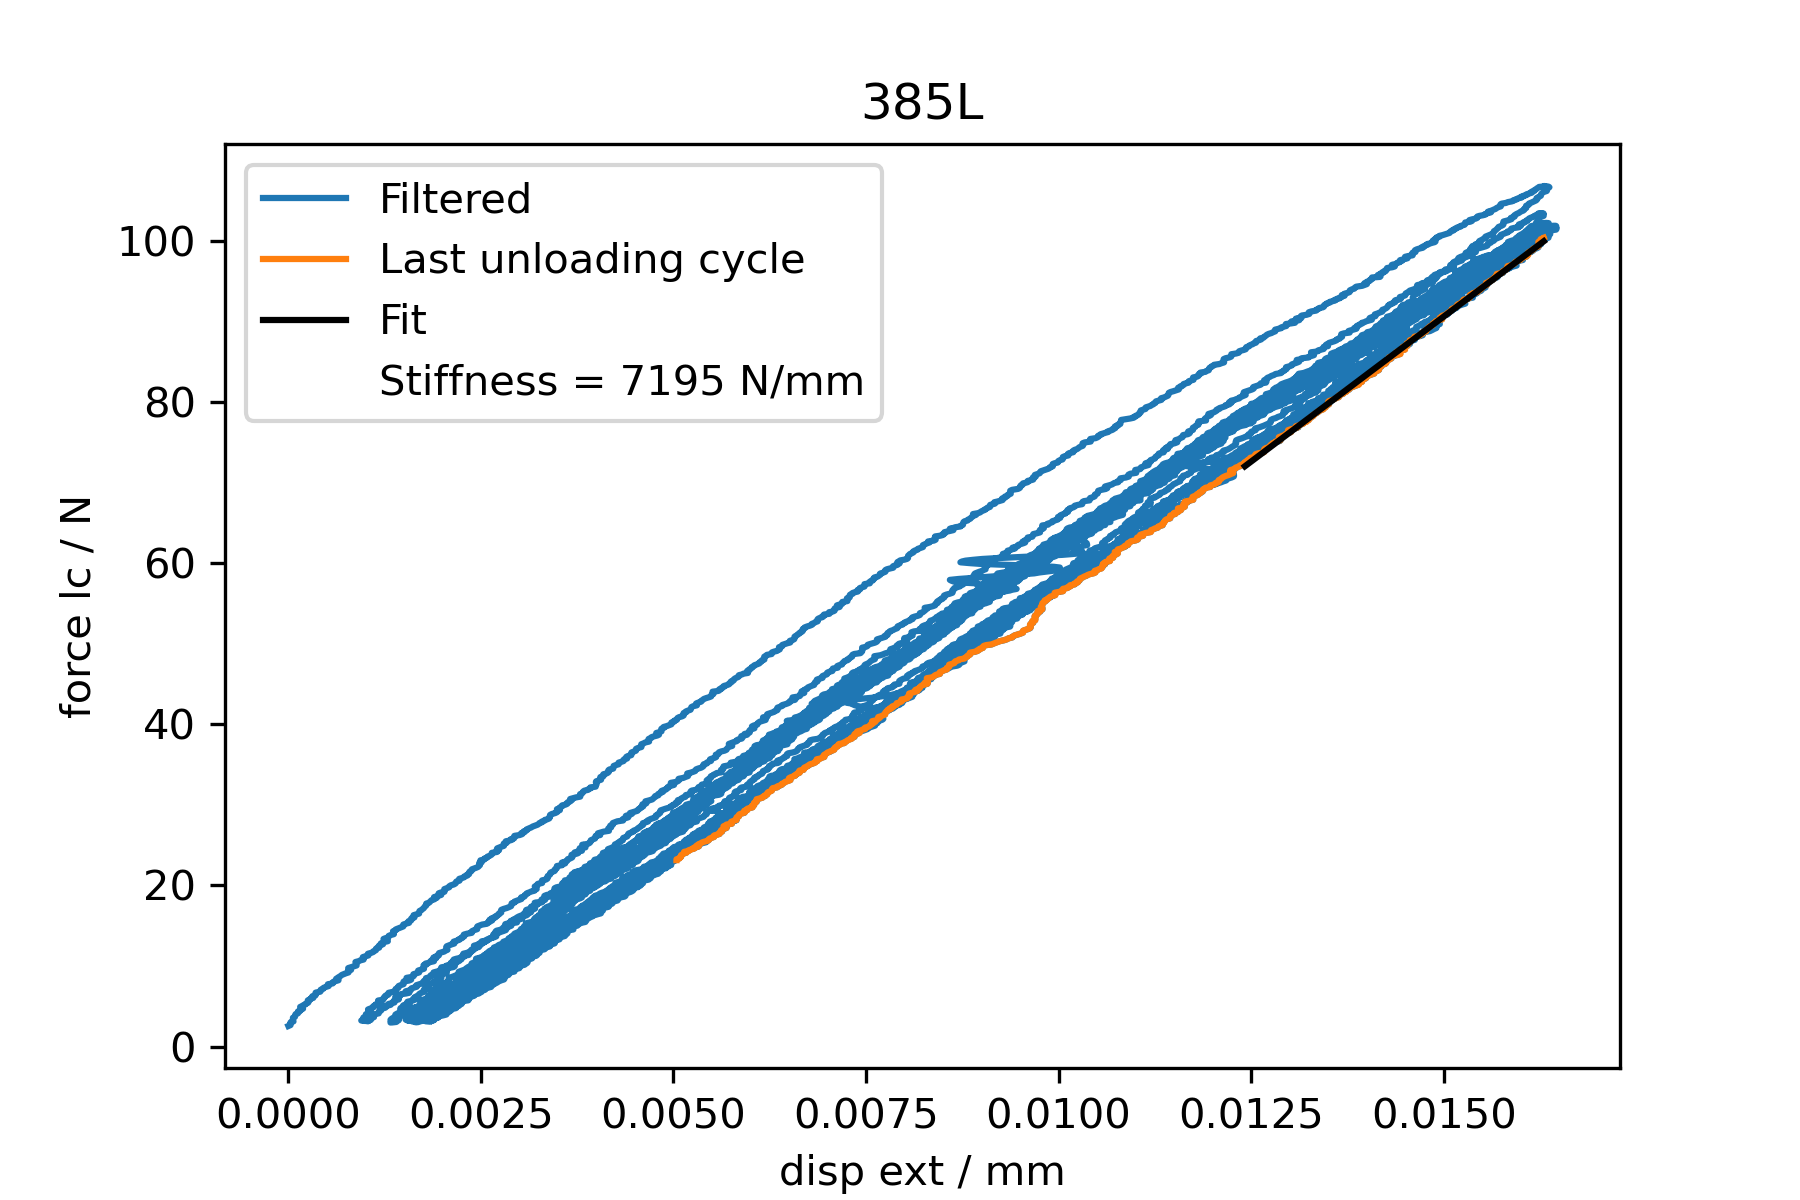 385L
Filtered
Last unloading cycle
Fit
Stiffness = 7195 N/mm
force lc / N
100
80
60
40
20
0
0.0000 0.0025 0.0050 0.0075 0.0100 0.0125 0.0150
disp ext / mm